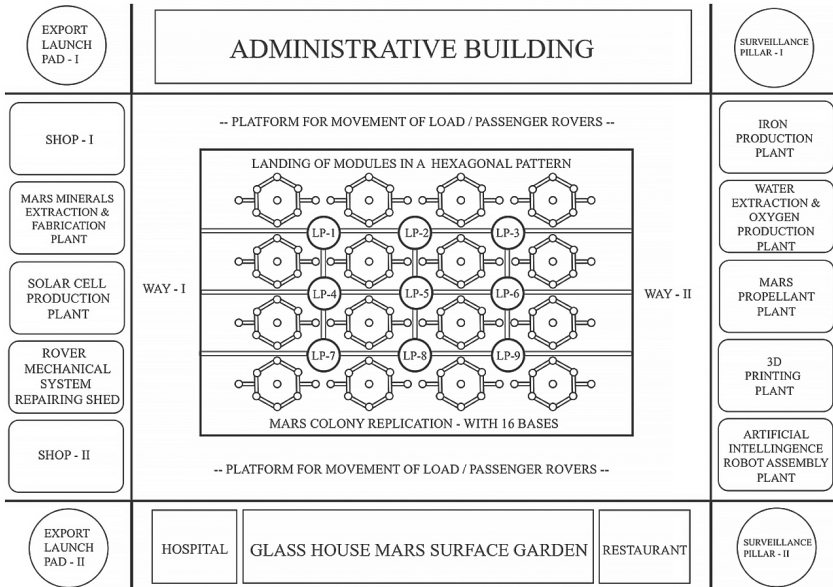 EXPORT
LAUNCH
PAD - I
ADMINISTRATIVE BUILDING
SURVEILLANCE
PILLAR - I
SHOP - I
MARS MINERALS
EXTRACTION &
FABRICATION
PLANT
SOLAR CELL
PRODUCTION
PLANT
ROVER
MECHANICAL
SYSTEM
REPAIRING SHED
SHOP - II
-- PLATFORM FOR MOVEMENT OF LOAD / PASSENGER ROVERS --
LANDING OF MODULES IN A HEXAGONAL PATTERN
WAY - I
LP-1
LP-2
LP-3
LP-4
LP-5
LP-6
LP-7
LP-8
LP-9
WAY - II
MARS COLONY REPLICATION - WITH 16 BASES
-- PLATFORM FOR MOVEMENT OF LOAD / PASSENGER ROVERS --
IRON
PRODUCTION
PLANT
WATER
EXTRACTION &
OXYGEN
PRODUCTION
PLANT
MARS
PROPELLANT
PLANT
3D
PRINTING
PLANT
ARTIFICIAL
INTELLINGENCE
ROBOT ASSEMBLY
PLANT
EXPORT
LAUNCH
PAD - II
HOSPITAL
GLASS HOUSE MARS SURFACE GARDEN
RESTAURANT
SURVEILLANCE
PILLAR - II